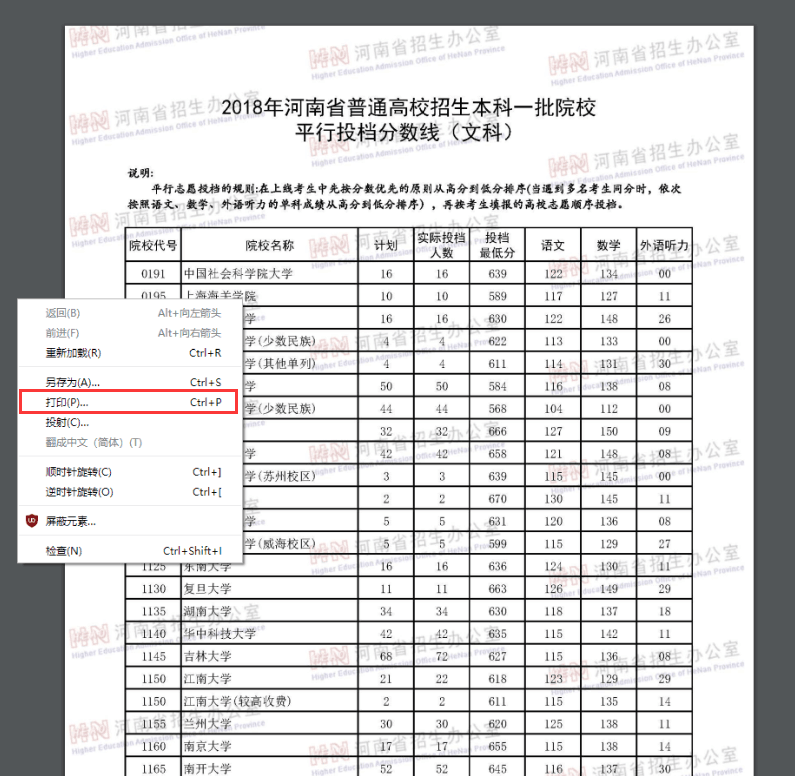 2018年河南省普通高校招生本科一批院校
平行投档分数线（文科）
说明:
平行志愿投档的规则:在上线考生中先按分数优先的原则从高分到低分排序(当遇到多名考生同分时，依次
按照语文、数学、外语听力的单科成绩从高分到低分排序），再按考生填报的高校志愿顺序投档。
院校代号 院校名称 计划 实际投档人数 投档最低分 语文 数学 外语听力
0191 中国社会科学院大学 16 16 639 122 134 00
0195 上海海关学院 10 10 589 117 127 11
学 16 16 630 122 148 26
学(少数民族) 4 4 622 113 133 00
学(其他单列) 4 4 611 114 131 30
学 50 50 584 116 138 08
学(少数民族) 44 44 568 104 112 00
32 32 666 127 150 09
学 42 42 658 121 148 08
学(苏州校区) 3 3 639 115 145 00
2 2 670 130 145 11
学 5 5 631 120 136 08
学(威海校区) 5 5 599 115 129 27
1125 东南大学 16 16 636 124 130 11
1130 复旦大学 11 11 663 126 149 29
1135 湖南大学 34 34 630 118 137 18
1140 华中科技大学 42 42 635 115 142 11
1145 吉林大学 68 72 627 115 136 08
1150 江南大学 21 22 618 123 129 29
1150 江南大学(较高收费) 2 2 611 115 135 14
1155 兰州大学 30 30 620 125 138 11
1160 南京大学 17 17 655 115 138 14
1165 南开大学 52 52 645 116 137 30
返回(B) Alt+向左箭头
前进(F) Alt+向右箭头
重新加载(R) Ctrl+R
另存为(A)... Ctrl+S
打印(P)... Ctrl+P
投射(C)...
翻成中文（简体）(T)
顺时针旋转(C) Ctrl+]
逆时针旋转(O) Ctrl+[
屏蔽元素...
检查(N) Ctrl+Shift+I
HN 河南省招生办公室
Higher Education Admission Office of HeNan Province